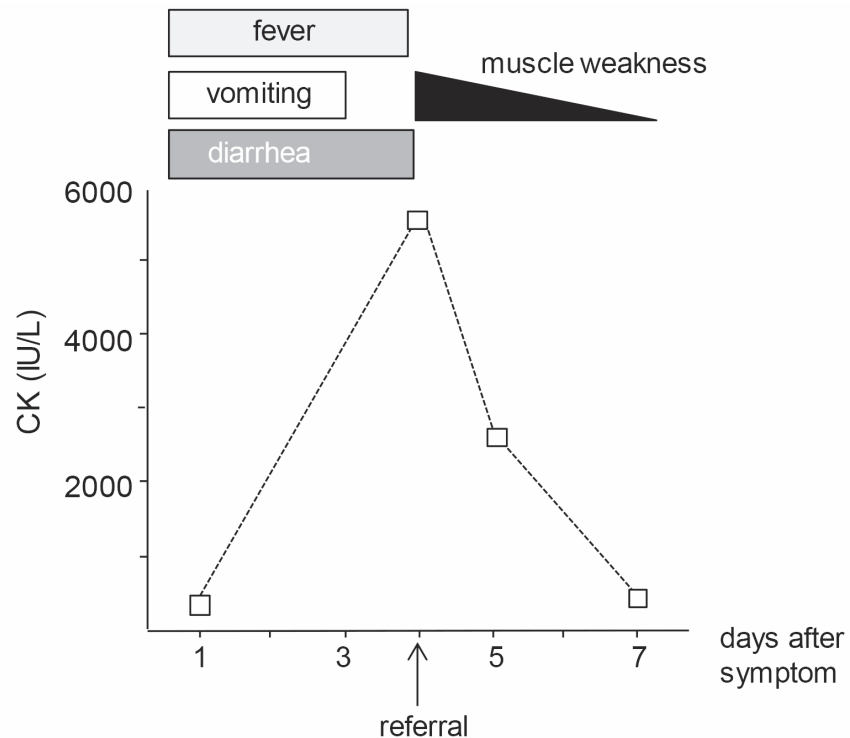 fever
muscle weakness
vomiting
diarrhea
6000
4000
2000
CK (IU/L)
1 3 5 7
days after
symptom
referral